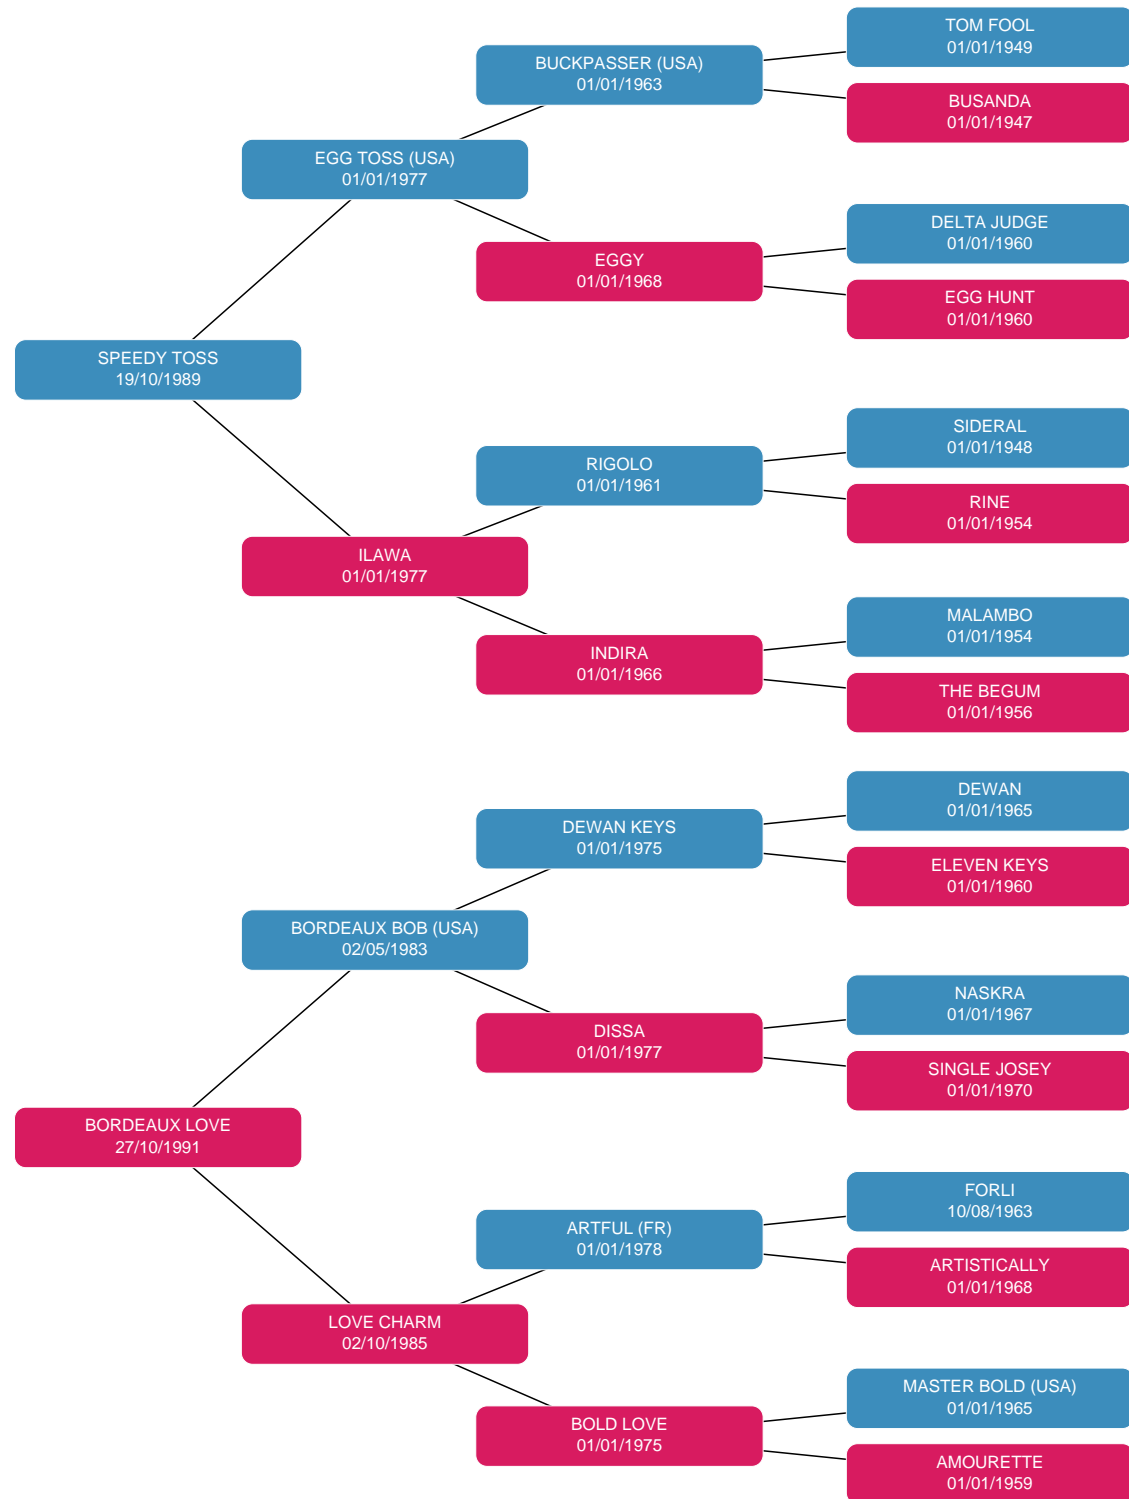 TOM FOOL
01/01/1949
BUCKPASSER (USA)
01/01/1963
BUSANDA
01/01/1947
EGG TOSS (USA)
01/01/1977
DELTA JUDGE
01/01/1960
EGGY
01/01/1968
EGG HUNT
01/01/1960
SPEEDY TOSS
19/10/1989
SIDERAL
01/01/1948
RIGOLO
01/01/1961
RINE
01/01/1954
ILAWA
01/01/1977
MALAMBO
01/01/1954
INDIRA
01/01/1966
THE BEGUM
01/01/1956
DEWAN
01/01/1965
DEWAN KEYS
01/01/1975
ELEVEN KEYS
01/01/1960
BORDEAUX BOB (USA)
02/05/1983
NASKRA
01/01/1967
DISSA
01/01/1977
SINGLE JOSEY
01/01/1970
BORDEAUX LOVE
27/10/1991
FORLI
10/08/1963
ARTFUL (FR)
01/01/1978
ARTISTICALLY
01/01/1968
LOVE CHARM
02/10/1985
MASTER BOLD (USA)
01/01/1965
BOLD LOVE
01/01/1975
AMOURETTE
01/01/1959